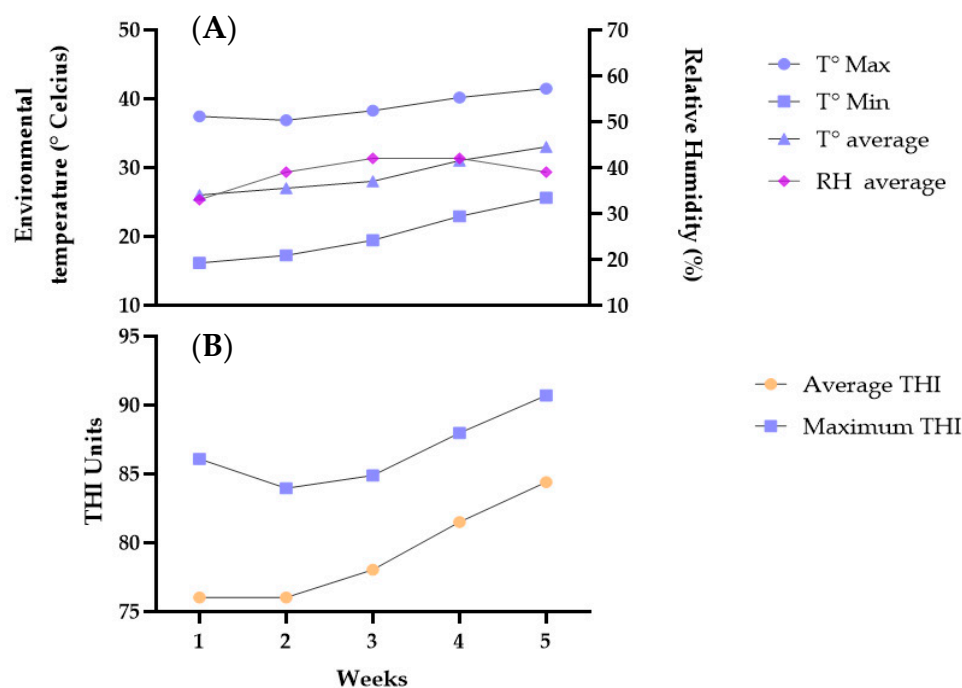 (A)
Environmental
temperature (° Celcius)
50
40
30
20
10
70
60
50
40
30
20
10
Relative Humidity (%)
T° Max
T° Min
T° average
RH average
(B)
THI Units
95
90
85
80
75
1 2 3 4 5
Weeks
Average THI
Maximum THI